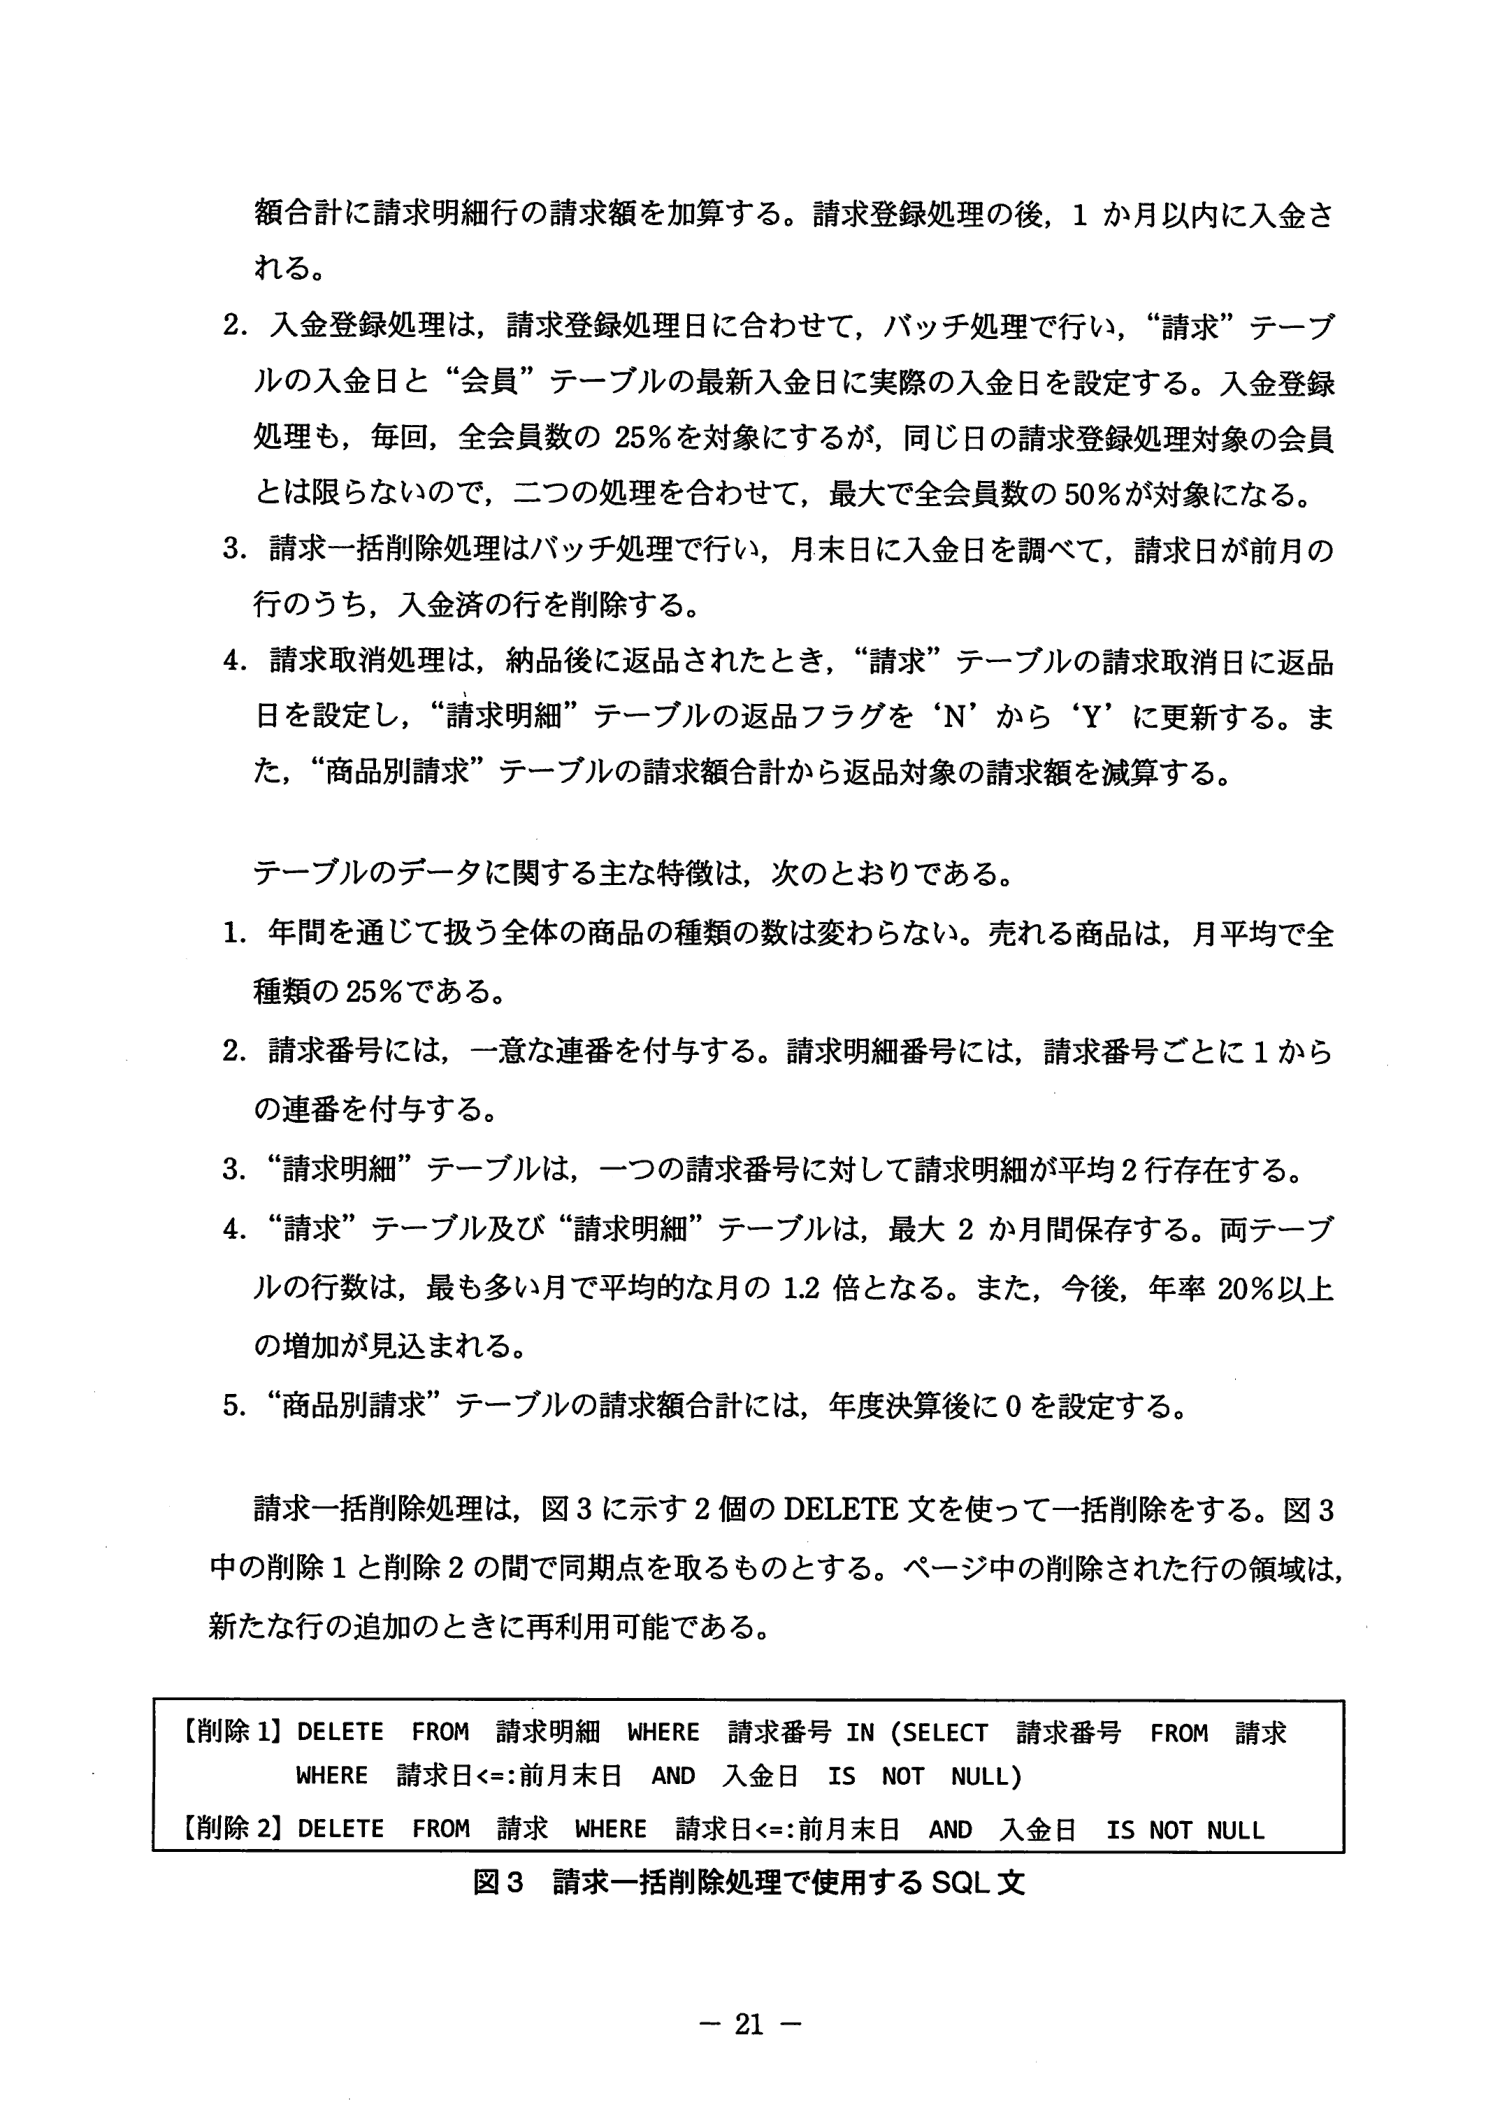 額合計に請求明細行の請求額を加算する。請求登録処理の後，1 か月以内に入金さ
れる。
2. 入金登録処理は，請求登録処理日に合わせて，バッチ処理で行い，“請求” テーブ
ルの入金日と “会員” テーブルの最新入金日に実際の入金日を設定する。入金登録
処理も，毎回，全会員数の 25％を対象にするが，同じ日の請求登録処理対象の会員
とは限らないので，二つの処理を合わせて，最大で全会員数の 50％が対象になる。
3. 請求一括削除処理はバッチ処理で行い，月末日に入金日を調べて，請求日が前月の
行のうち，入金済の行を削除する。
4. 請求取消処理は，納品後に返品されたとき，“請求” テーブルの請求取消日に返品
日を設定し，“請求明細” テーブルの返品フラグを ‘N’ から ‘Y’ に更新する。ま
た，“商品別請求” テーブルの請求額合計から返品対象の請求額を減算する。
テーブルのデータに関する主な特徴は，次のとおりである。
1. 年間を通じて扱う全体の商品の種類の数は変わらない。売れる商品は，月平均で全
種類の 25％である。
2. 請求番号には，一意な連番を付与する。請求明細番号には，請求番号ごとに 1 から
の連番を付与する。
3. “請求明細” テーブルは，一つの請求番号に対して請求明細が平均 2 行存在する。
4. “請求” テーブル及び “請求明細” テーブルは，最大 2 か月間保存する。両テーブ
ルの行数は，最も多い月で平均的な月の 1.2 倍となる。また，今後，年率 20％以上
の増加が見込まれる。
5. “商品別請求” テーブルの請求額合計には，年度決算後に 0 を設定する。
請求一括削除処理は，図 3 に示す 2 個の DELETE 文を使って一括削除をする。図 3
中の削除 1 と削除 2 の間で同期点を取るものとする。ページ中の削除された行の領域は，
新たな行の追加のときに再利用可能である。
【削除 1】 DELETE FROM 請求明細 WHERE 請求番号 IN (SELECT 請求番号 FROM 請求
WHERE 請求日<=:前月末日 AND 入金日 IS NOT NULL)
【削除 2】 DELETE FROM 請求 WHERE 請求日<=:前月末日 AND 入金日 IS NOT NULL
図 3 請求一括削除処理で使用する SQL 文
－ 21 －